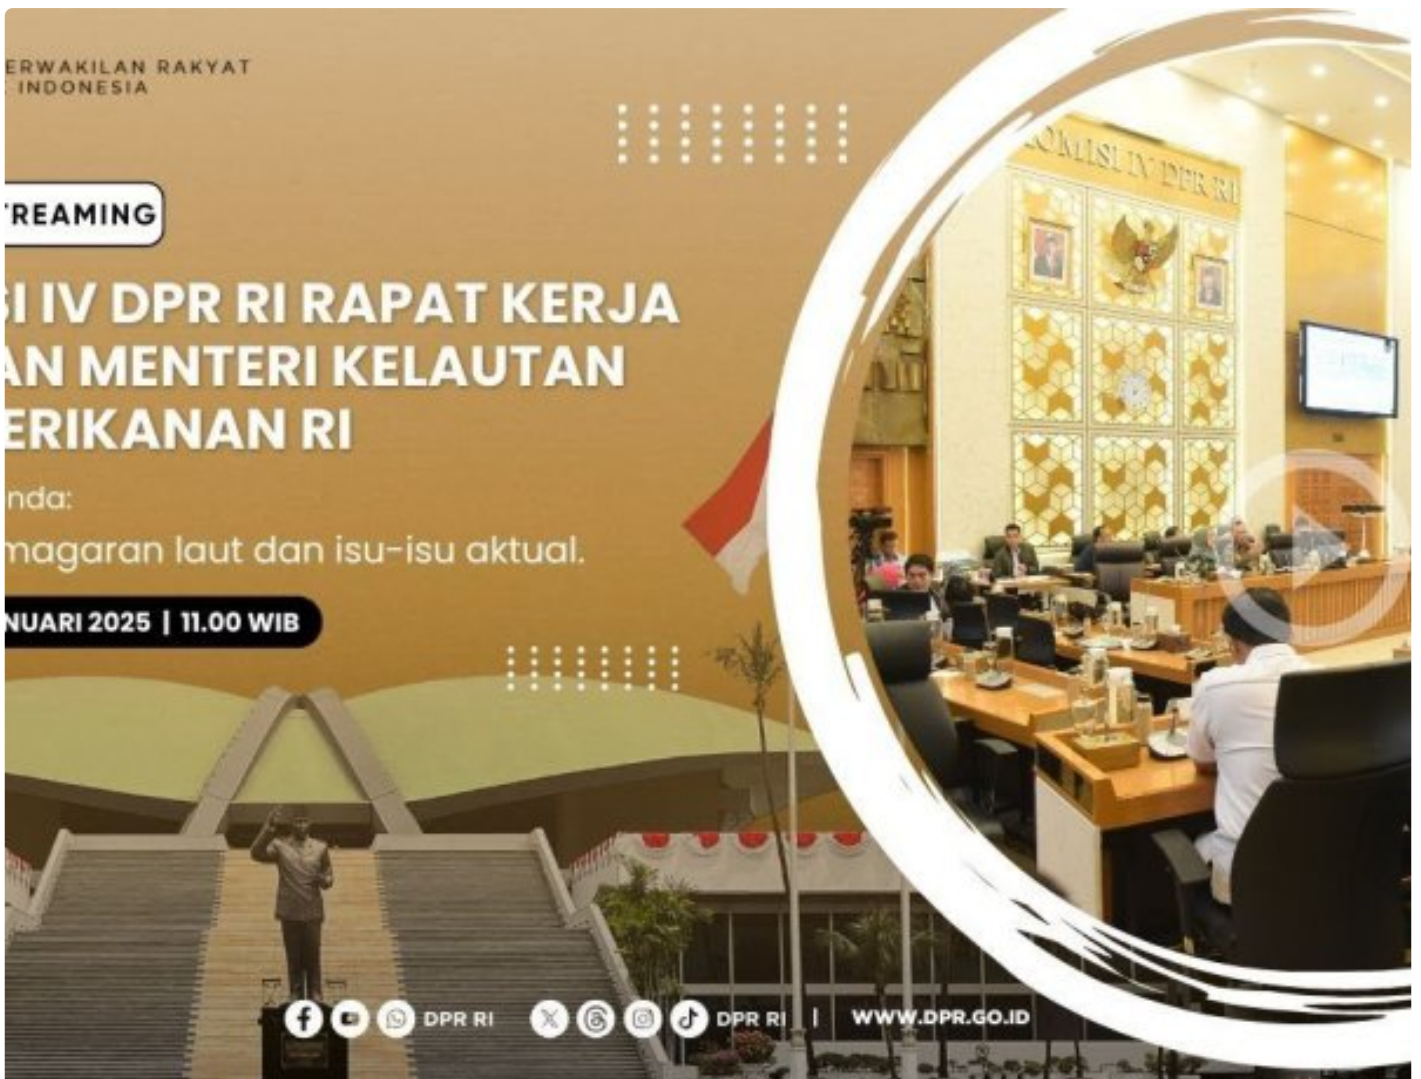 ERWAKILAN RAKYAT
INDONESIA
TREAMING
SI IV DPR RI RAPAT KERJA
AN MENTERI KELAUTAN
ERIKANAN RI
nda:
magaran laut dan isu-isu aktual.
NUARI 2025 | 11.00 WIB
KOMISI IV DPR RI
DPR RI
DPR RI | WWW.DPR.GO.ID